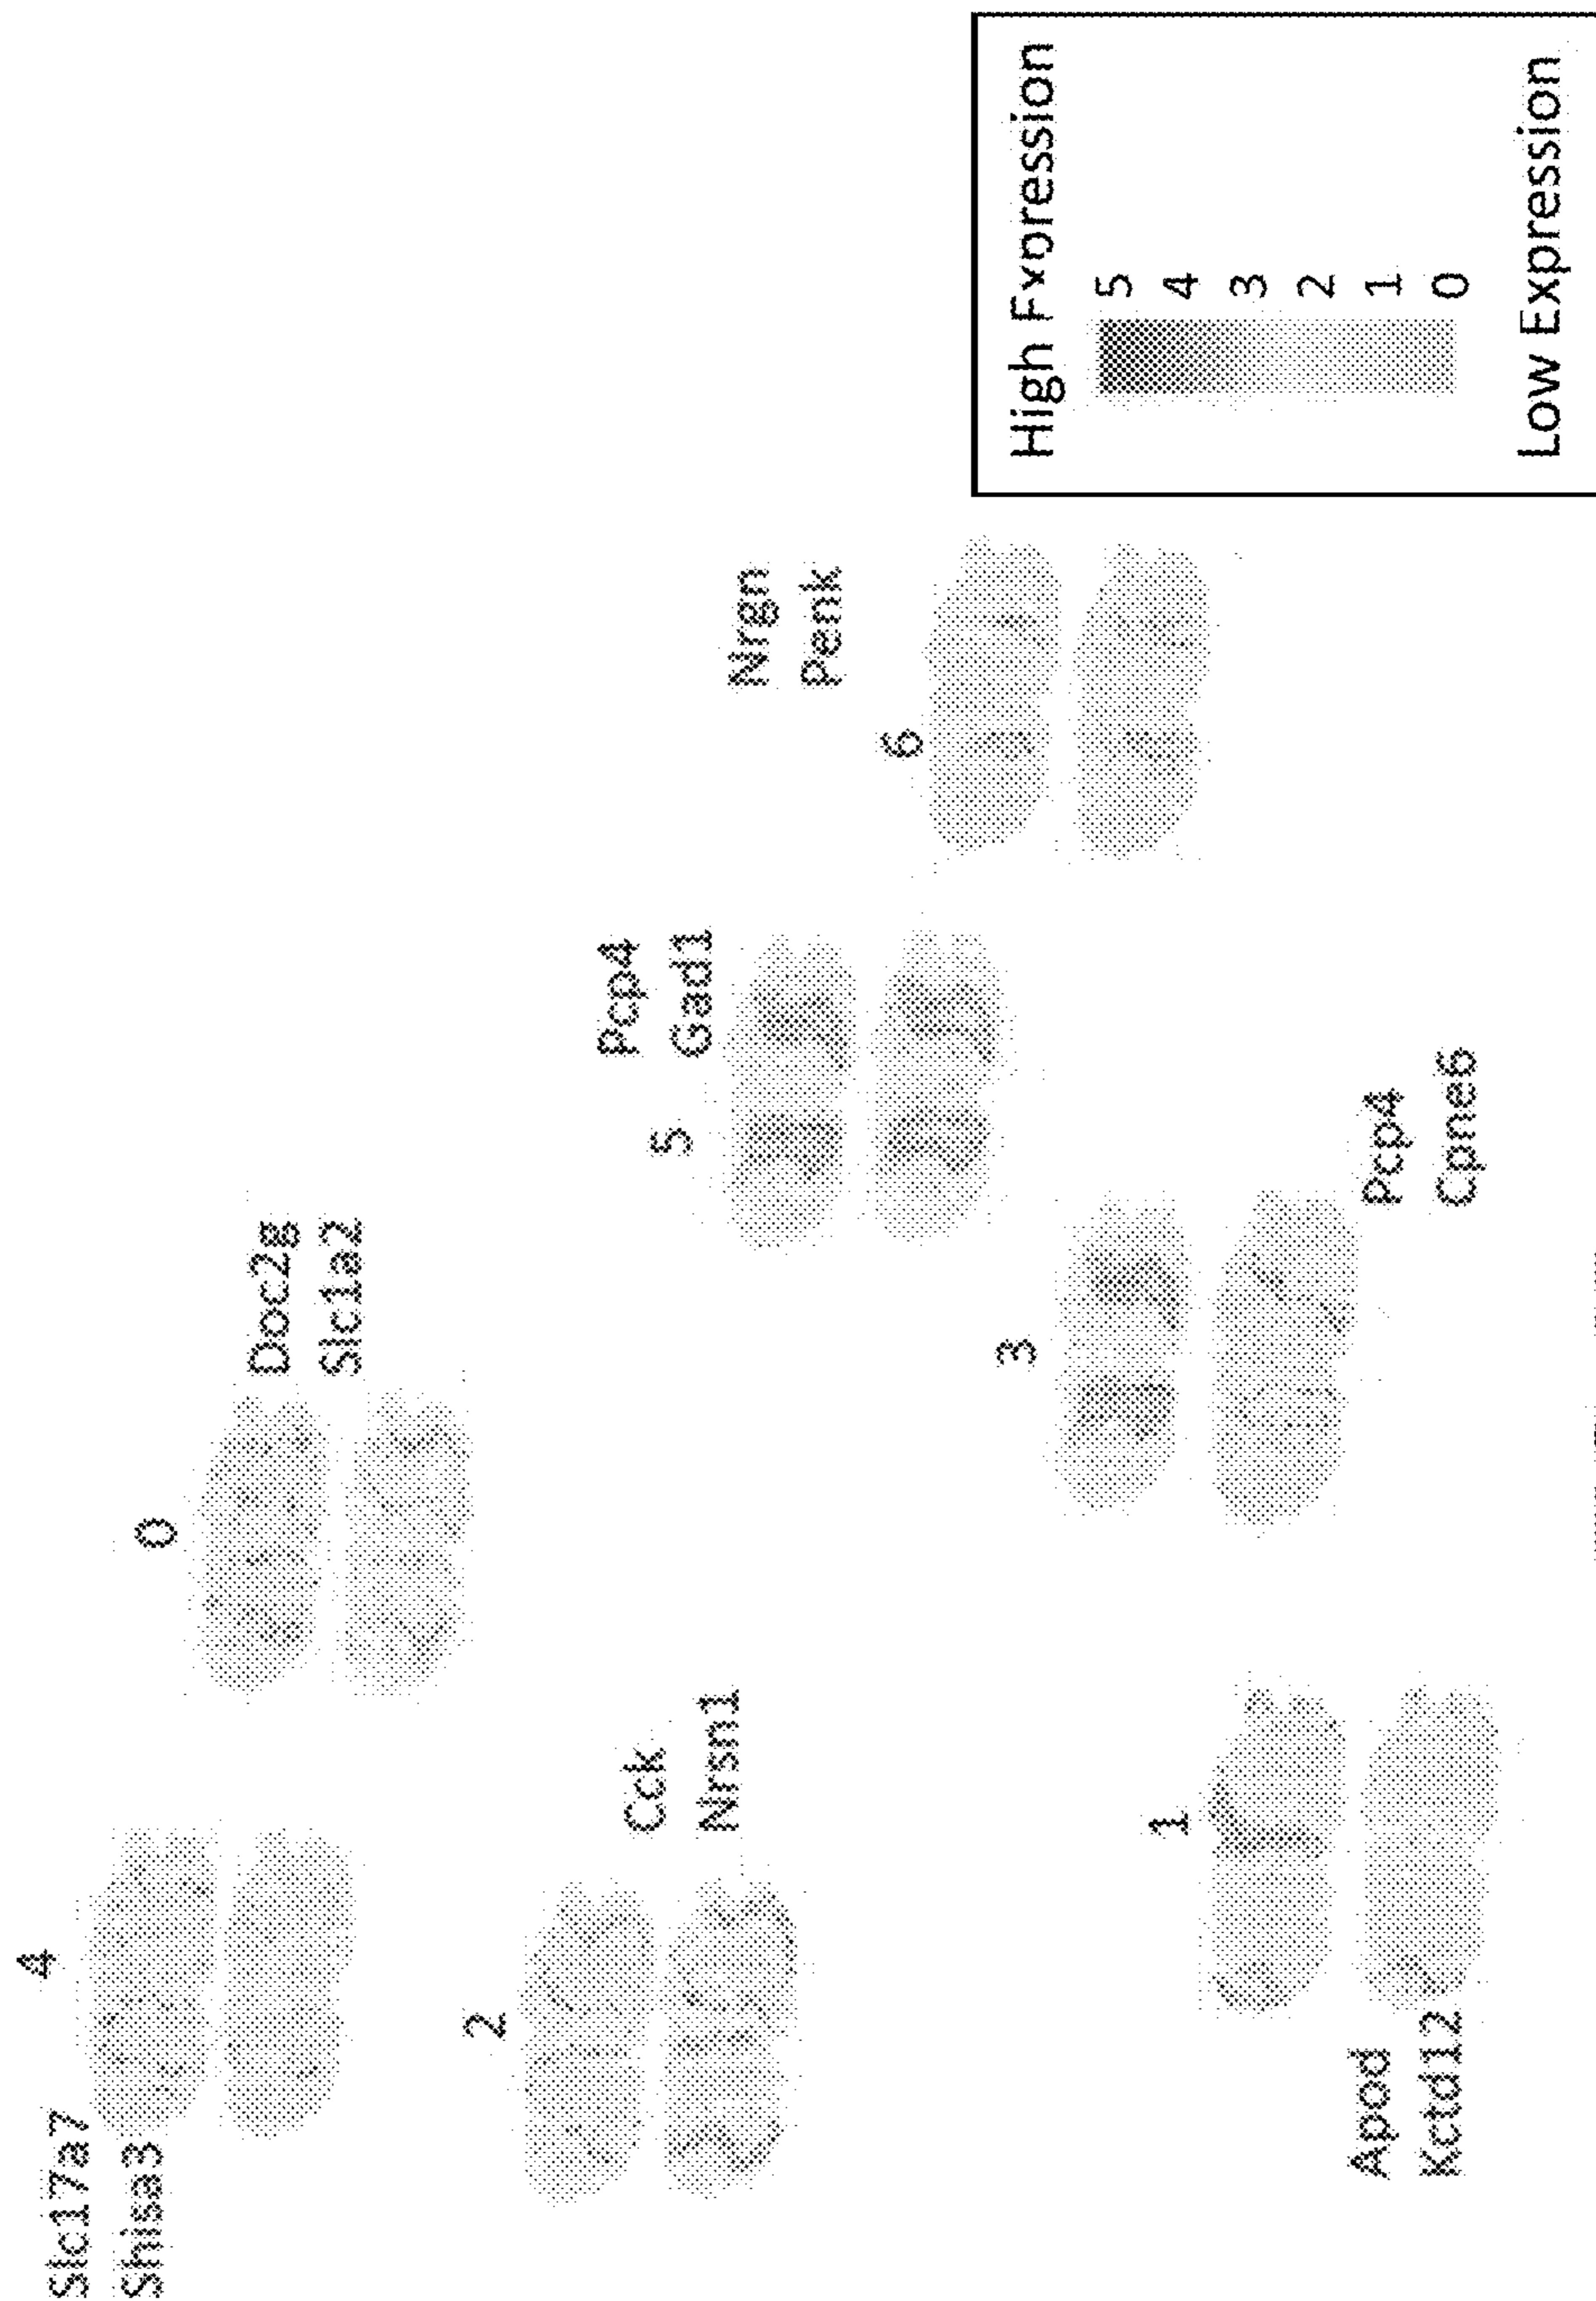 4
Slc17a7
Shisa3
0
Doc2g
Slc1a2
2
Cck
Nrsn1
Pcp4
Gad1
5
Nrgn
Penk
6
3
Pcp4
Cpne6
1
Apod
Kctd12
High Expression
5
4
3
2
1
0
Low Expression